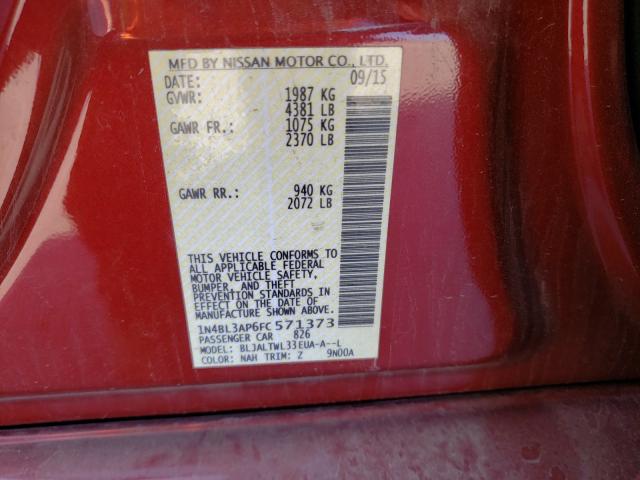 MFD BY NISSAN MOTOR CO., LTD.
DATE: 09/15
GVWR: 1987 KG
4381 LB
GAWR FR.: 1075 KG
2370 LB
GAWR RR.: 940 KG
2072 LB
THIS VEHICLE CONFORMS TO
ALL APPLICABLE FEDERAL
MOTOR VEHICLE SAFETY,
BUMPER, AND THEFT
PREVENTION STANDARDS IN
EFFECT ON THE DATE OF
MANUFACTURE SHOWN ABOVE.
1N4BL3AP6FC571373
PASSENGER CAR 826
MODEL: BLJALTWL33EUA-A--L
COLOR: NAH TRIM: Z 9N00A